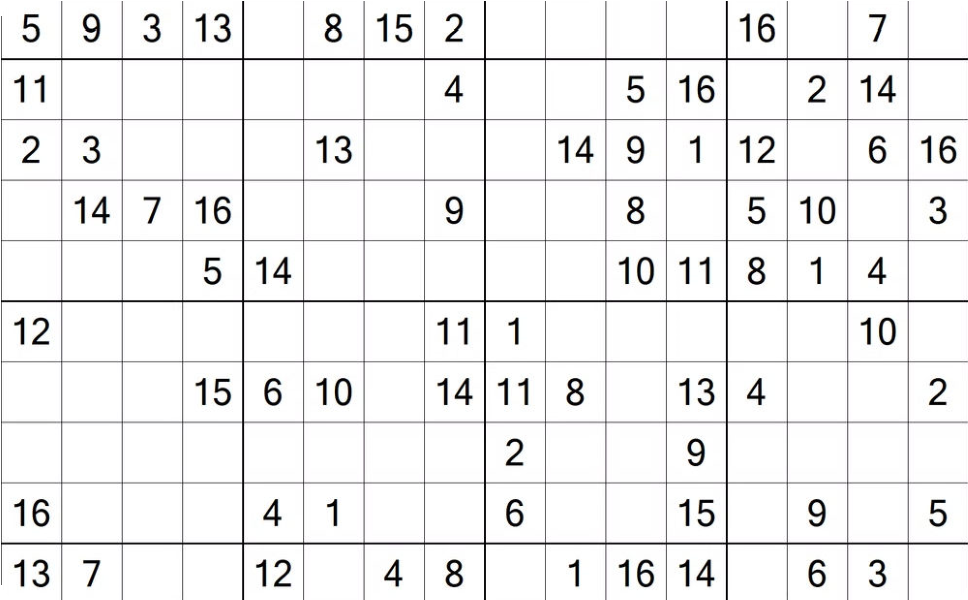 5 9 3 13 8 15 2 16 7
11 4 5 16 2 14
2 3 13 14 9 1 12 6 16
14 7 16 9 8 5 10 3
5 14 10 11 8 1 4
12 11 1 10
15 6 10 14 11 8 13 4 2
2 9
16 4 1 6 15 9 5
13 7 12 4 8 1 16 14 6 3